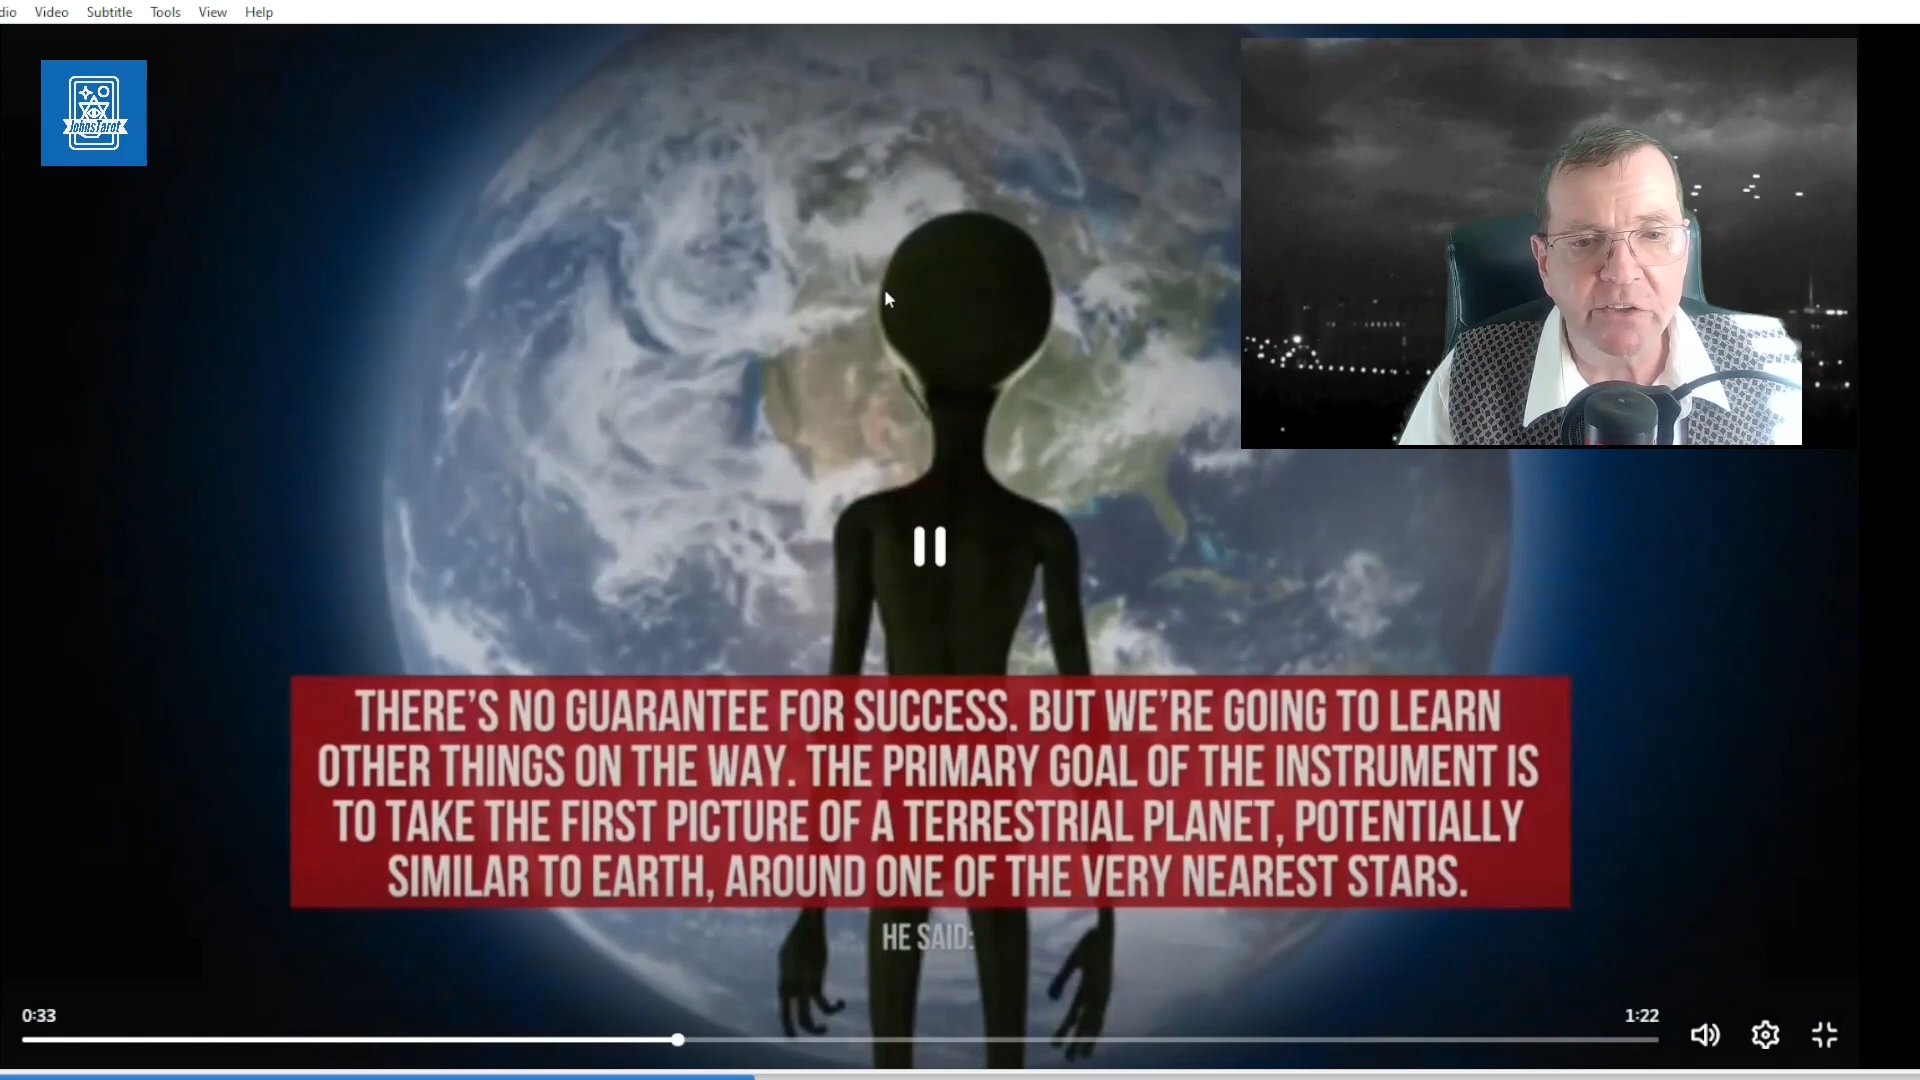 dio Video Subtitle Tools View Help
JohnsTarot
THERE'S NO GUARANTEE FOR SUCCESS. BUT WE'RE GOING TO LEARN
OTHER THINGS ON THE WAY. THE PRIMARY GOAL OF THE INSTRUMENT IS
TO TAKE THE FIRST PICTURE OF A TERRESTRIAL PLANET, POTENTIALLY
SIMILAR TO EARTH, AROUND ONE OF THE VERY NEAREST STARS.
HE SAID:
0:33
1:22